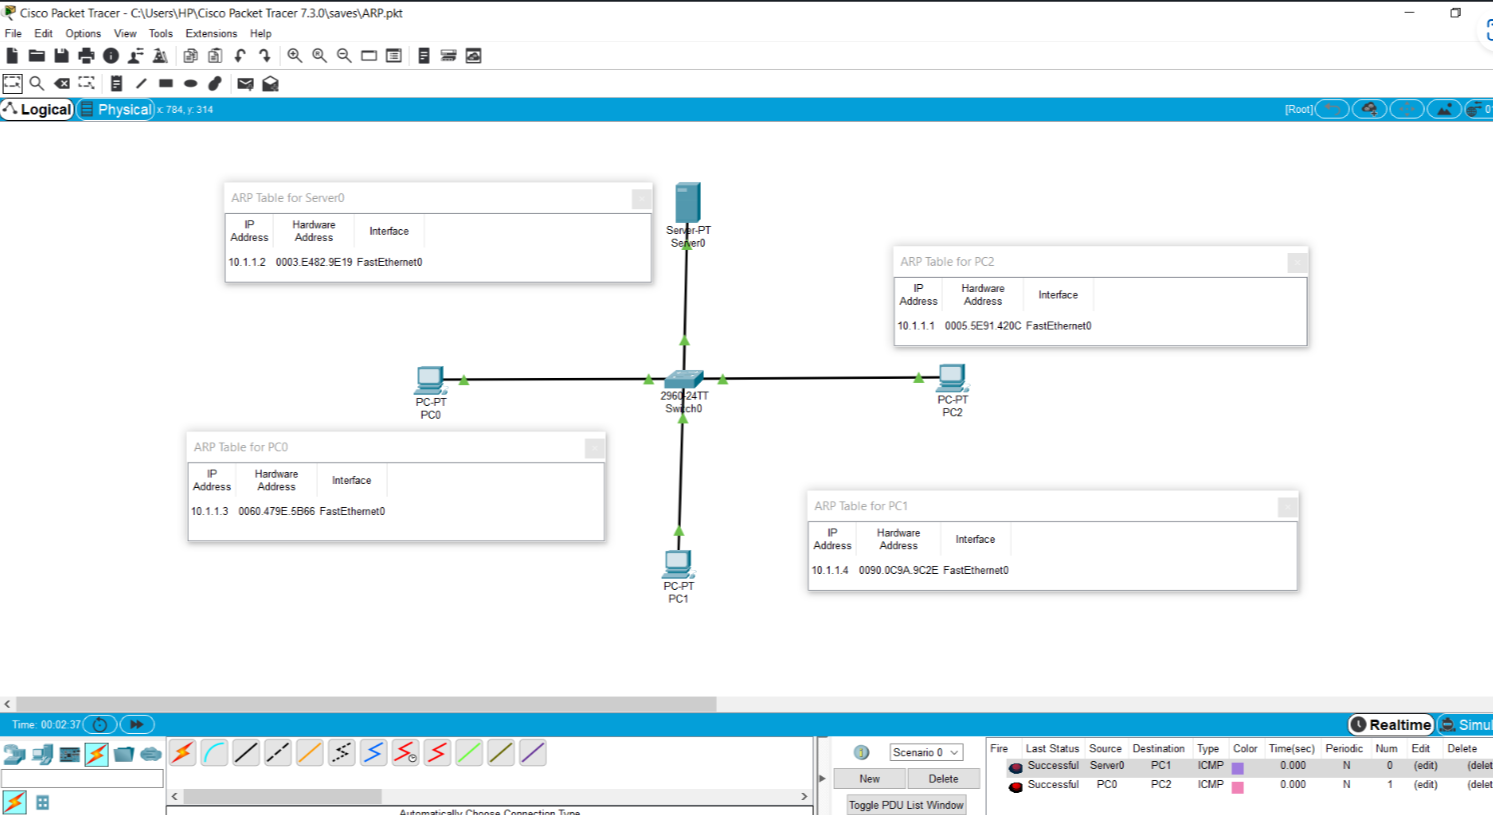 Cisco Packet Tracer - C:\Users\HP\Cisco Packet Tracer 7.3.0\saves\ARP.pkt
File Edit Options View Tools Extensions Help
Logical Physical x: 784, y: 314 [Root]
ARP Table for Server0
IP Address Hardware Address Interface
10.1.1.2 0003.E482.9E19 FastEthernet0
Server-PT
Server0
ARP Table for PC2
IP Address Hardware Address Interface
10.1.1.1 0005.5E91.420C FastEthernet0
PC-PT
PC0
2960-24TT
Switch0
PC-PT
PC2
ARP Table for PC0
IP Address Hardware Address Interface
10.1.1.3 0060.479E.5B66 FastEthernet0
ARP Table for PC1
IP Address Hardware Address Interface
10.1.1.4 0090.0C9A.9C2E FastEthernet0
PC-PT
PC1
Time: 00:02:37 Realtime Simul
Scenario 0
New Delete
Toggle PDU List Window
Fire Last Status Source Destination Type Color Time(sec) Periodic Num Edit Delete
Successful Server0 PC1 ICMP 0.000 N 0 (edit) (delet
Successful PC0 PC2 ICMP 0.000 N 1 (edit) (delet
Automatically Choose Connection Type